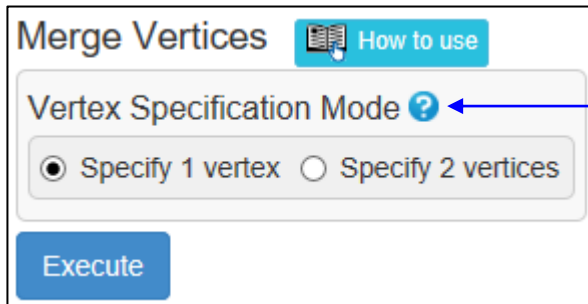 Merge Vertices How to use
Vertex Specification Mode ?
Specify 1 vertex Specify 2 vertices
Execute